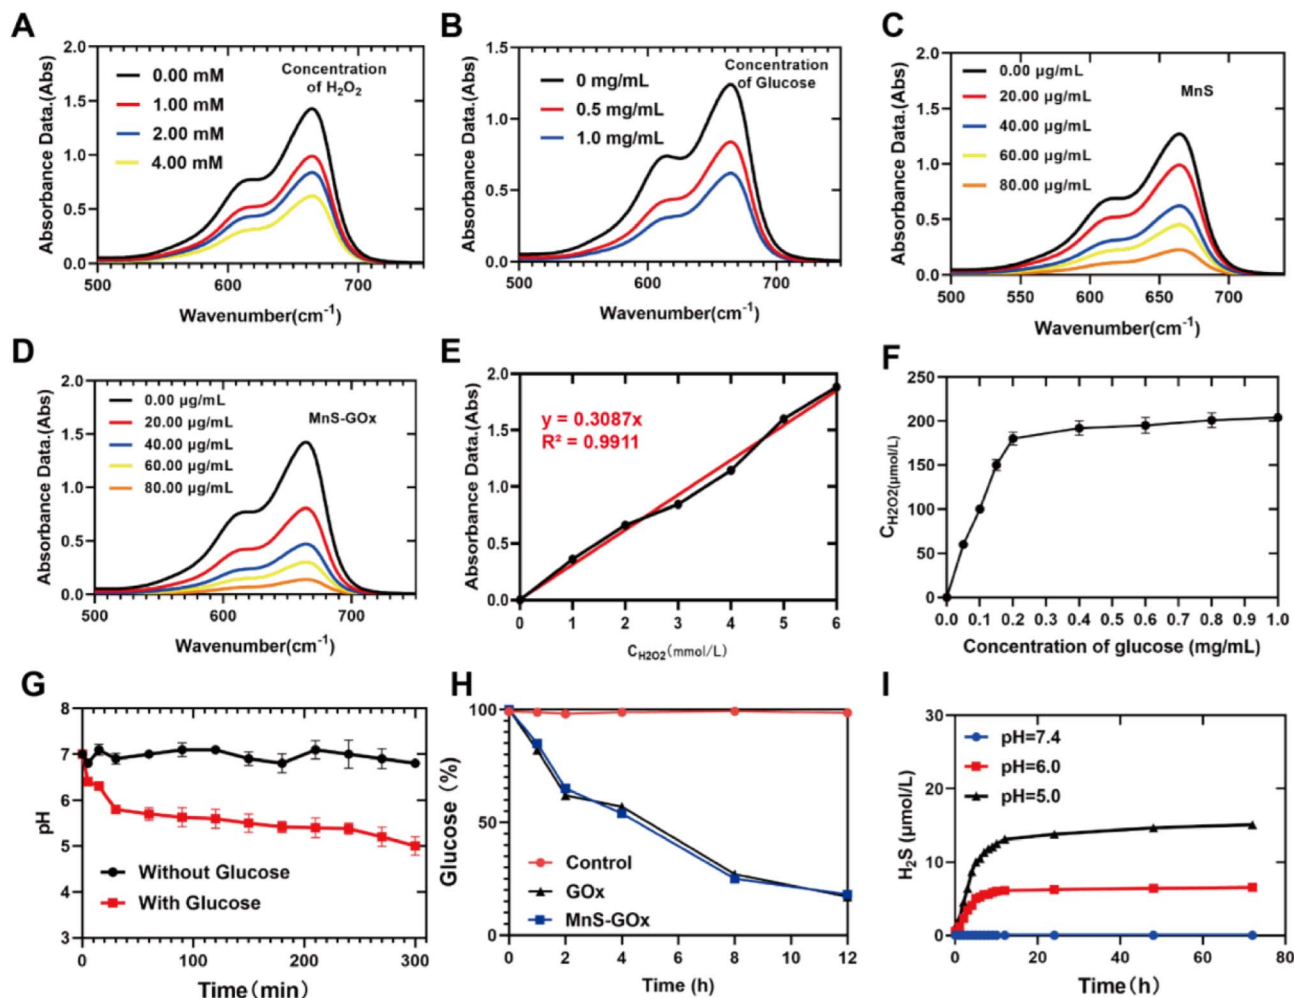 A
Absorbance Data.(Abs)
2.0
1.5
1.0
0.5
0.0
0.00 mM
1.00 mM
2.00 mM
4.00 mM
Concentration
of H₂O₂
500
600
700
Wavenumber(cm⁻¹)
B
Absorbance Data.(Abs)
1.5
1.0
0.5
0.0
0 mg/mL
0.5 mg/mL
1.0 mg/mL
Concentration
of Glucose
500
600
700
Wavenumber(cm⁻¹)
C
Absorbance Data.(Abs)
2.0
1.5
1.0
0.5
0.0
0.00 µg/mL
20.00 µg/mL
40.00 µg/mL
60.00 µg/mL
80.00 µg/mL
MnS
500
550
600
650
700
Wavenumber(cm⁻¹)
D
Absorbance Data.(Abs)
2.0
1.5
1.0
0.5
0.0
0.00 µg/mL
20.00 µg/mL
40.00 µg/mL
60.00 µg/mL
80.00 µg/mL
MnS-GOx
500
600
700
Wavenumber(cm⁻¹)
E
Absorbance Data.(Abs)
2.0
1.5
1.0
0.5
0.0
y = 0.3087x
R² = 0.9911
0
1
2
3
4
5
6
C_H2O2(mmol/L)
F
C_H2O2(µmol/L)
250
200
150
100
50
0
0.0
0.1
0.2
0.3
0.4
0.5
0.6
0.7
0.8
0.9
1.0
Concentration of glucose (mg/mL)
G
pH
8
7
6
5
4
3
Without Glucose
With Glucose
0
100
200
300
Time(min)
H
Glucose (%)
100
50
0
Control
GOx
MnS-GOx
0
2
4
6
8
10
12
Time (h)
I
H₂S (µmol/L)
30
20
10
0
pH=7.4
pH=6.0
pH=5.0
0
20
40
60
80
Time(h)